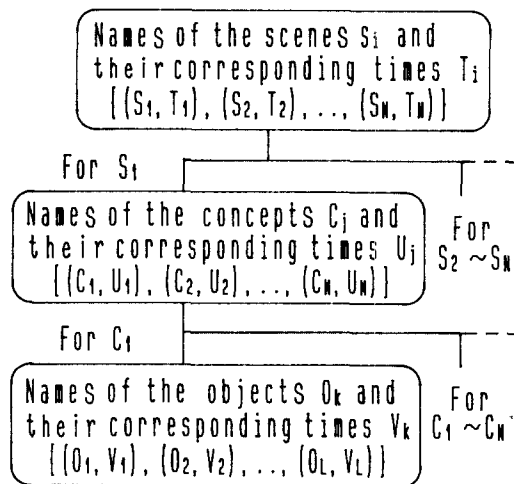 Names of the scenes Si and
their corresponding times Ti
[(S1, T1), (S2, T2), . . , (SN, TN)]
For S1
Names of the concepts Cj and
their corresponding times Uj
[(C1, U1), (C2, U2), . . , (CM, UM)]
For
S2 ~SN
For C1
Names of the objects Ok and
their corresponding times Vk
[(O1, V1), (O2, V2), . . , (OL, VL)]
For
C1 ~CM